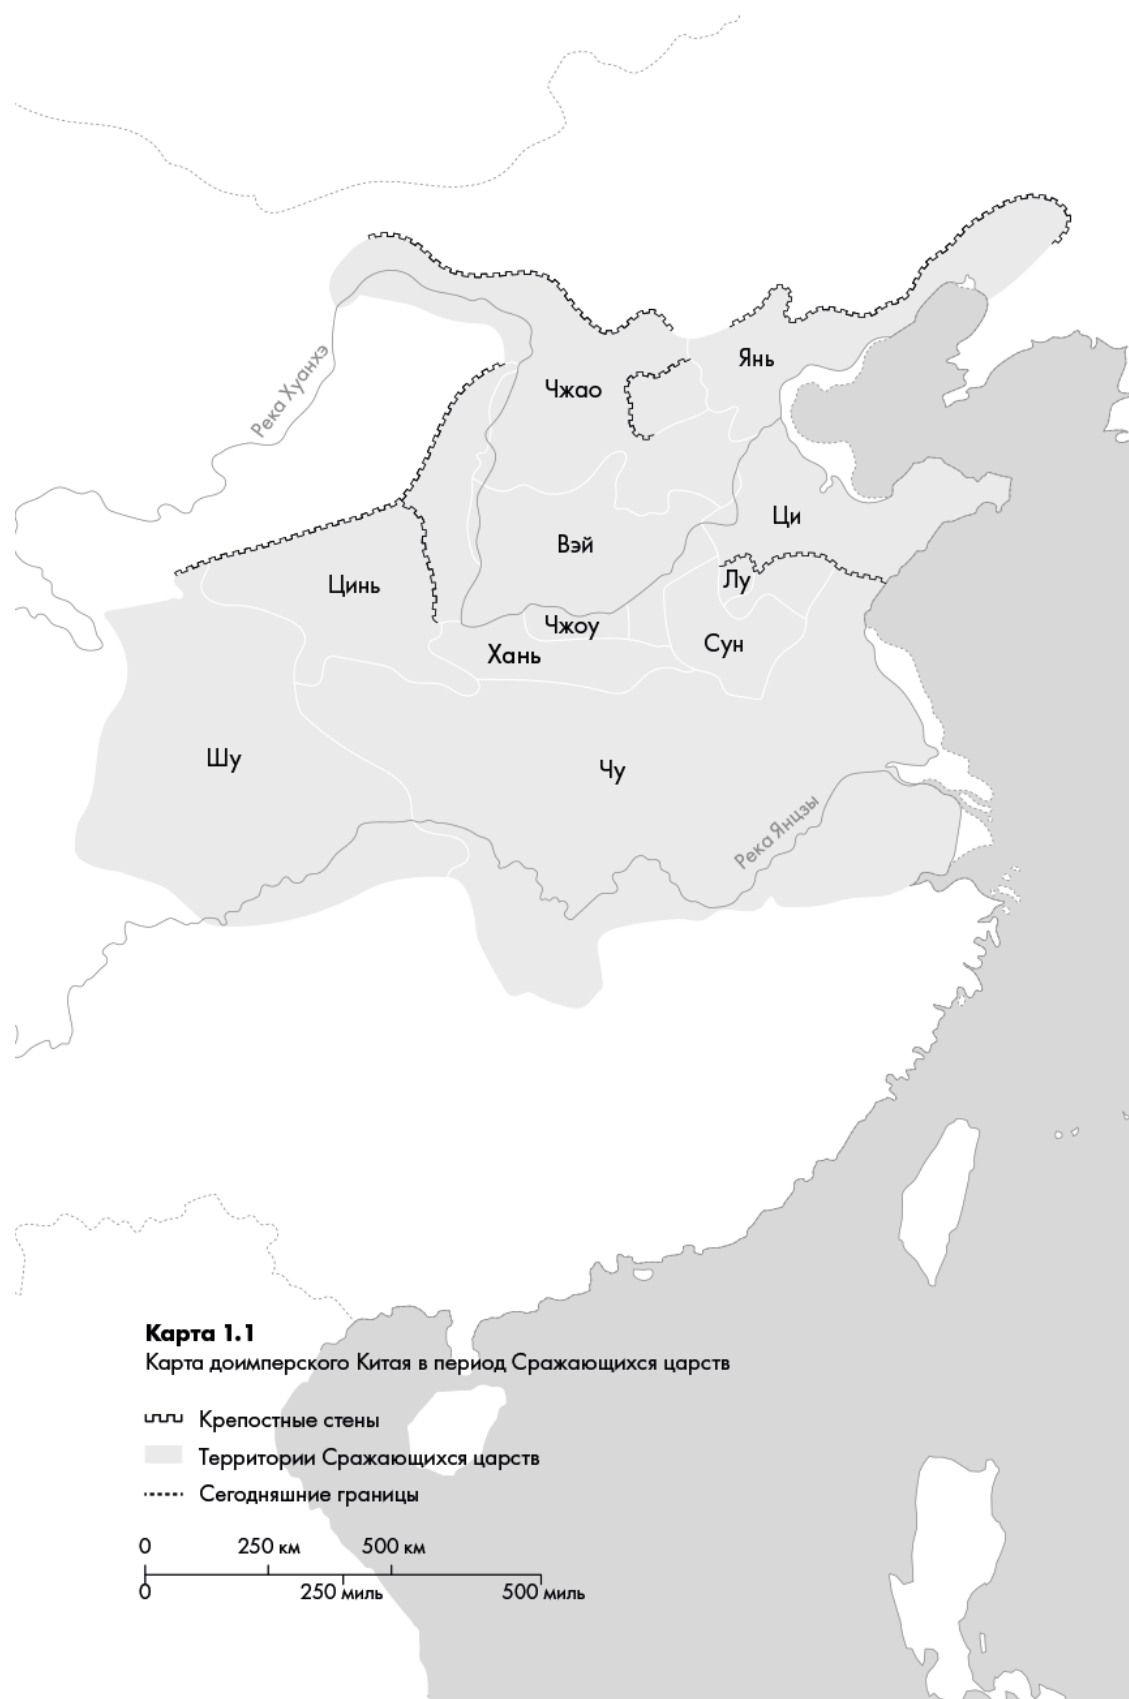 Река Хуанхэ
Янь
Чжао
Ци
Вэй
Лу
Цинь
Чжоу
Сун
Хань
Шу
Чу
Река Янцзы
Карта 1.1
Карта доимперского Китая в период Сражающихся царств
Крепостные стены
Территории Сражающихся царств
Сегодняшние границы
0 250 км 500 км
0 250 миль 500 миль